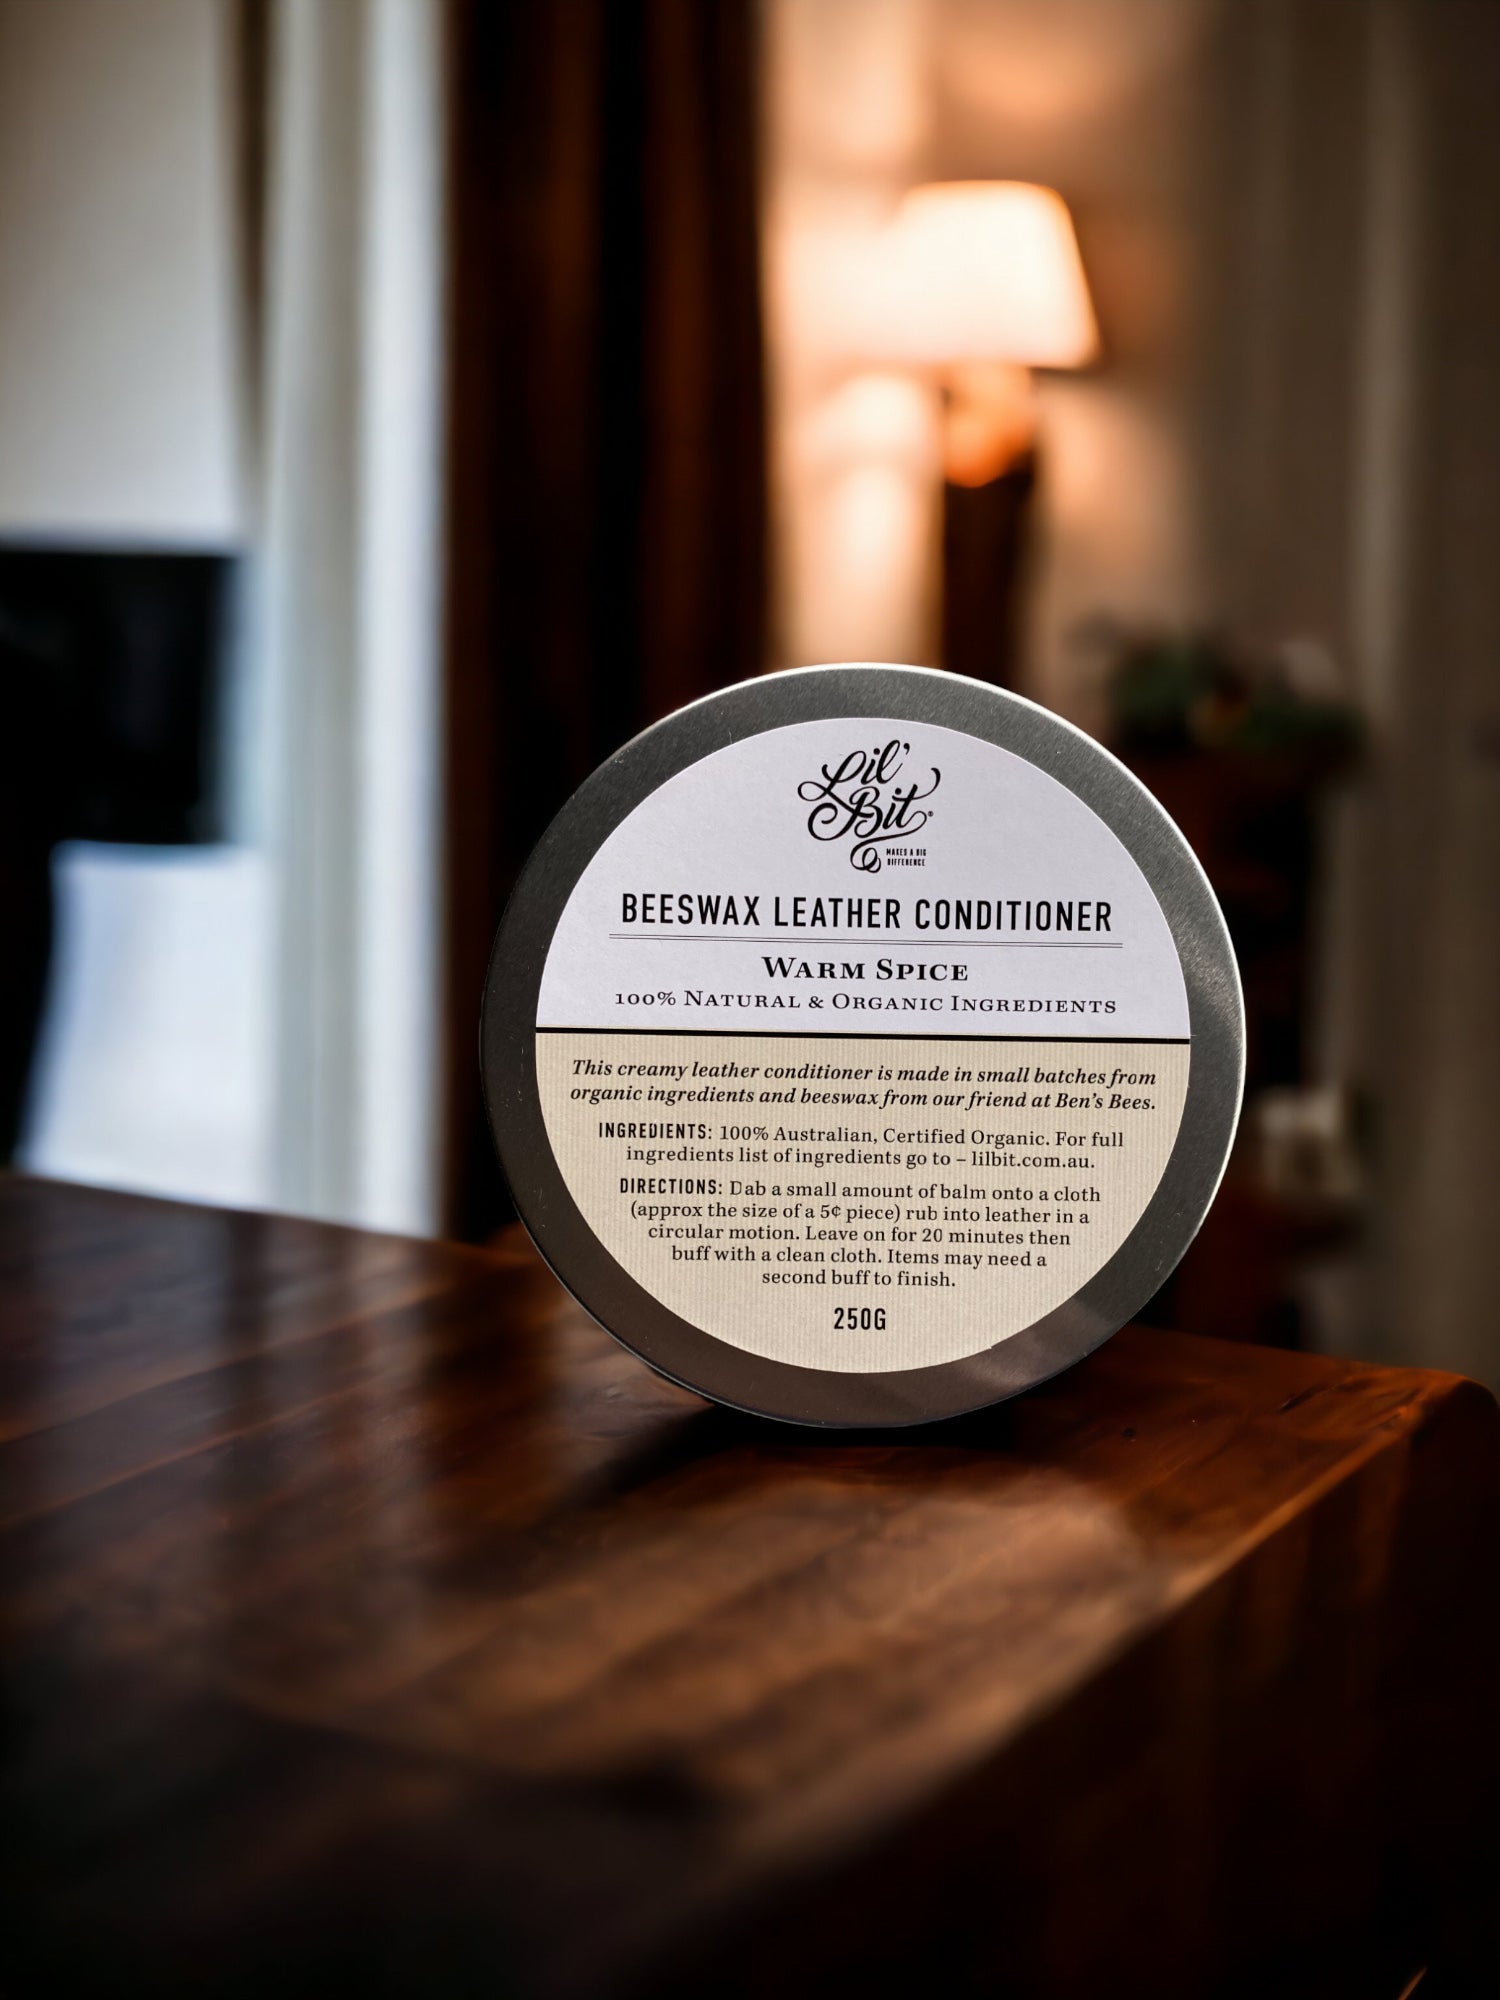 Lil'
Bit®
MAKES A BIG
DIFFERENCE
BEESWAX LEATHER CONDITIONER
WARM SPICE
100% NATURAL & ORGANIC INGREDIENTS
This creamy leather conditioner is made in small batches from
organic ingredients and beeswax from our friend at Ben's Bees.
INGREDIENTS: 100% Australian, Certified Organic. For full
ingredients list of ingredients go to – lilbit.com.au.
DIRECTIONS: Dab a small amount of balm onto a cloth
(approx the size of a 5¢ piece) rub into leather in a
circular motion. Leave on for 20 minutes then
buff with a clean cloth. Items may need a
second buff to finish.
250G